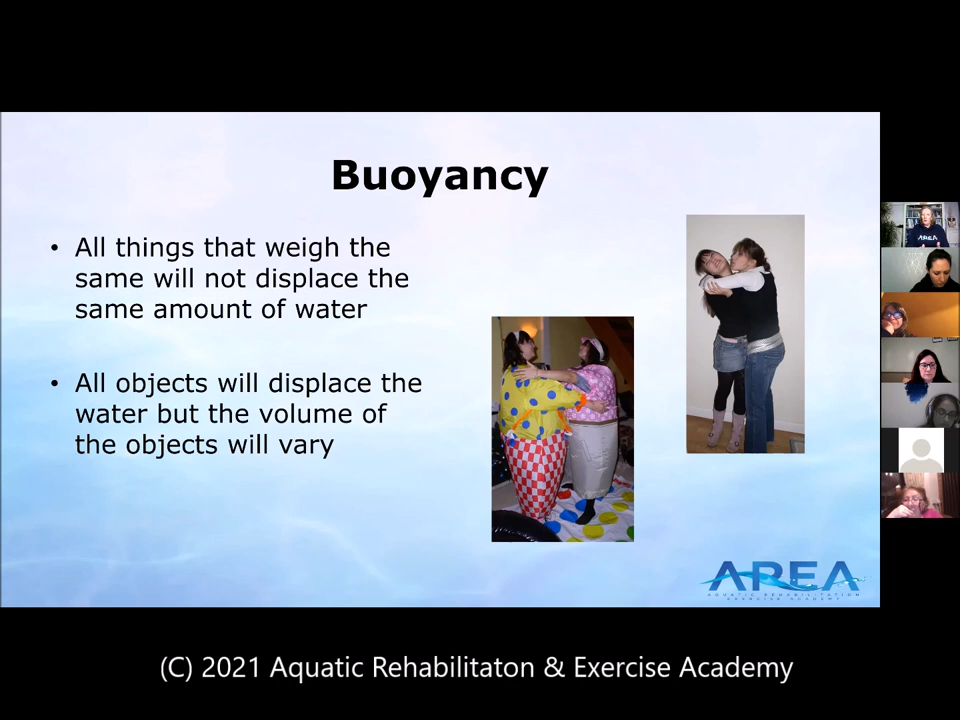 Buoyancy
• All things that weigh the
same will not displace the
same amount of water
• All objects will displace the
water but the volume of
the objects will vary
AREA
AQUATIC REHABILITATION
EXERCISE ACADEMY
AREA
(C) 2021 Aquatic Rehabilitaton & Exercise Academy